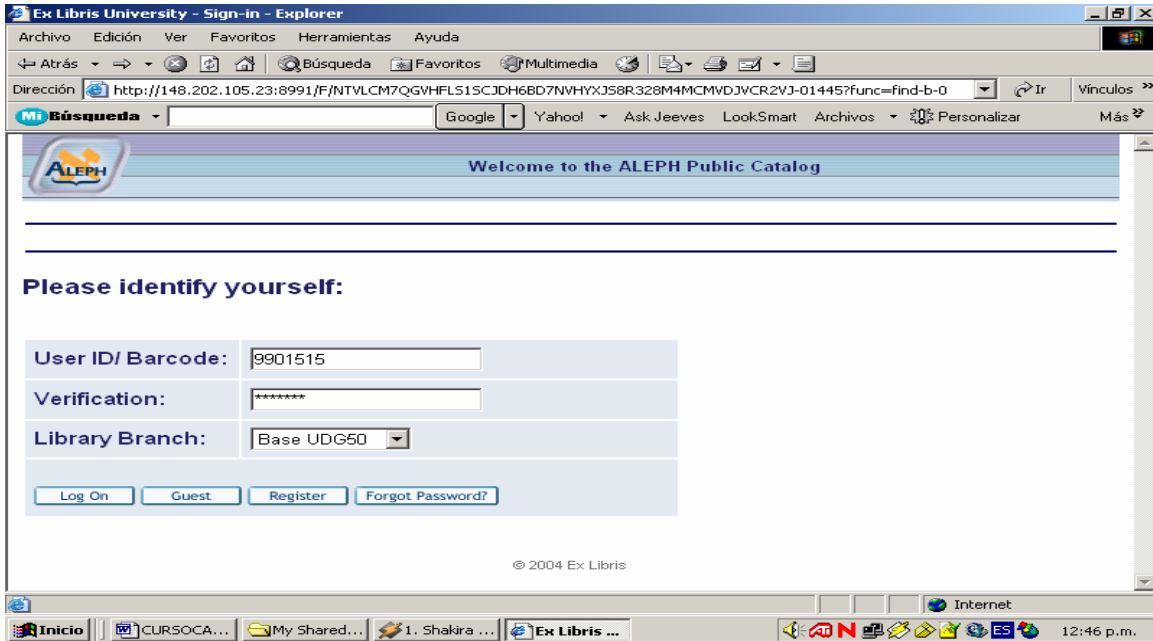 Ex Libris University - Sign-in - Explorer
Archivo Edición Ver Favoritos Herramientas Ayuda
Atrás Búsqueda Favoritos Multimedia
Dirección http://148.202.105.23:8991/F/NTVLCM7QGVHFLS1SCJDH6BD7NVHYXJS8R328M4MCMVDJVCR2VJ-01445?func=find-b-0 Ir Vínculos »
Mi Búsqueda Google Yahoo! Ask Jeeves LookSmart Archivos Personalizar Más
ALEPH Welcome to the ALEPH Public Catalog
Please identify yourself:
User ID/ Barcode: 9901515
Verification: *******
Library Branch: Base UDG50
Log On Guest Register Forgot Password?
© 2004 Ex Libris
Internet
Inicio CURSOCA... My Shared... 1. Shakira ... Ex Libris ... N ES 12:46 p.m.